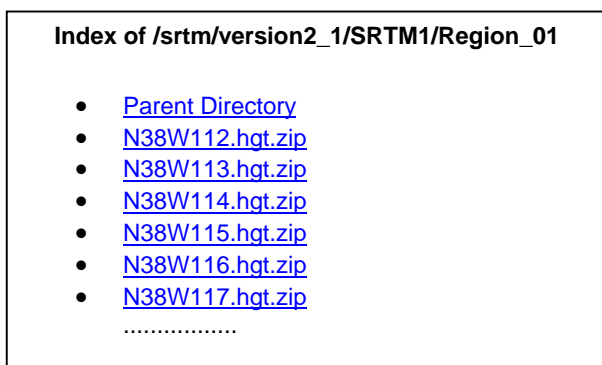 Index of /srtm/version2_1/SRTM1/Region_01
• Parent Directory
• N38W112.hgt.zip
• N38W113.hgt.zip
• N38W114.hgt.zip
• N38W115.hgt.zip
• N38W116.hgt.zip
• N38W117.hgt.zip
.................